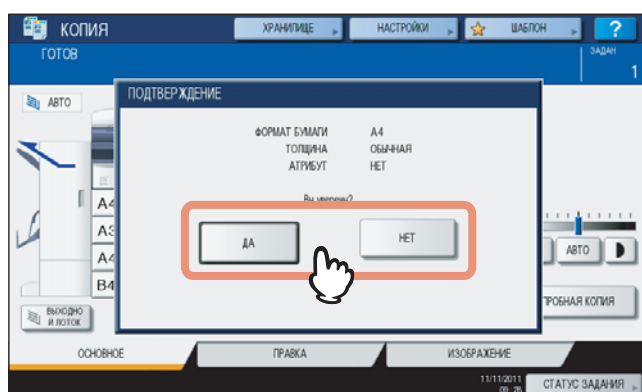 КОПИЯ
ХРАНИЛИЩЕ
НАСТРОЙКИ
ШАБЛОН
?
ГОТОВ
ЗАДАН
1
АВТО
ПОДТВЕРЖДЕНИЕ
ФОРМАТ БУМАГИ A4
ТОЛЩИНА ОБЫЧНАЯ
АТРИБУТ НЕТ
Вы уверены?
ДА
НЕТ
A4
A3
A4
B4
АВТО
ВЫХОДНО
Й ЛОТОК
ПРОБНАЯ КОПИЯ
ОСНОВНОЕ
ПРАВКА
ИЗОБРАЖЕНИЕ
11/11/2011
СТАТУС ЗАДАНИЯ